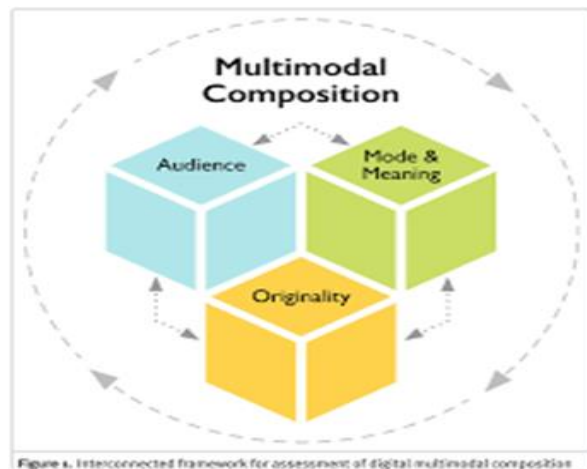 Multimodal
Composition
Audience
Mode &
Meaning
Originality
Figure 1. Interconnected framework for assessment of digital multimodal composition